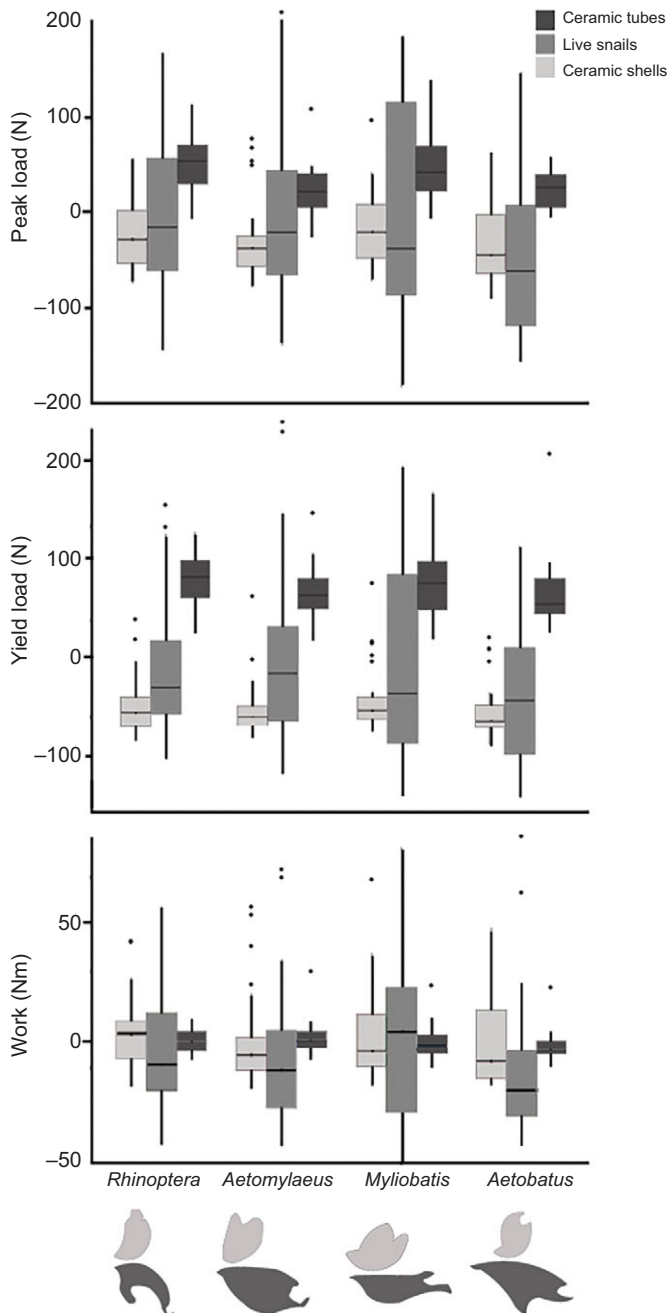 Ceramic tubes
Live snails
Ceramic shells
Peak load (N)
200
100
0
–100
–200
Yield load (N)
200
100
0
–100
Work (Nm)
50
0
–50
Rhinoptera Aetomylaeus Myliobatis Aetobatus